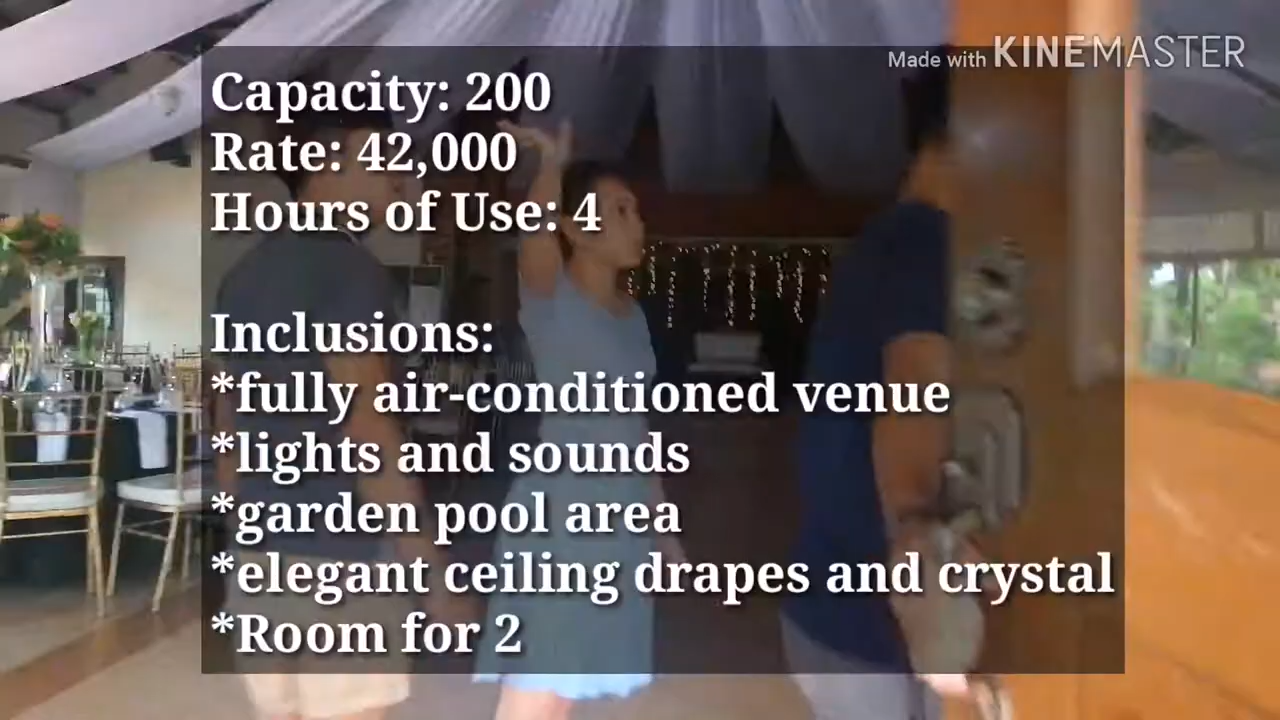 Made with KINEMASTER
Capacity: 200
Rate: 42,000
Hours of Use: 4
Inclusions:
*fully air-conditioned venue
*lights and sounds
*garden pool area
*elegant ceiling drapes and crystal
*Room for 2